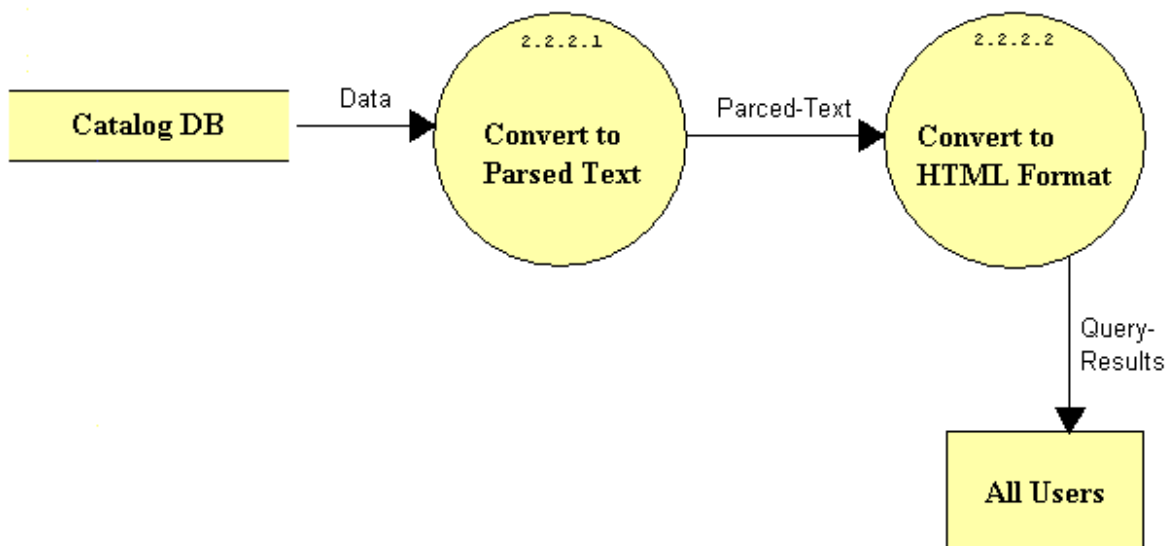 2.2.2.1
2.2.2.2
Catalog DB
Data
Convert to
Parsed Text
Parced-Text
Convert to
HTML Format
Query-
Results
All Users